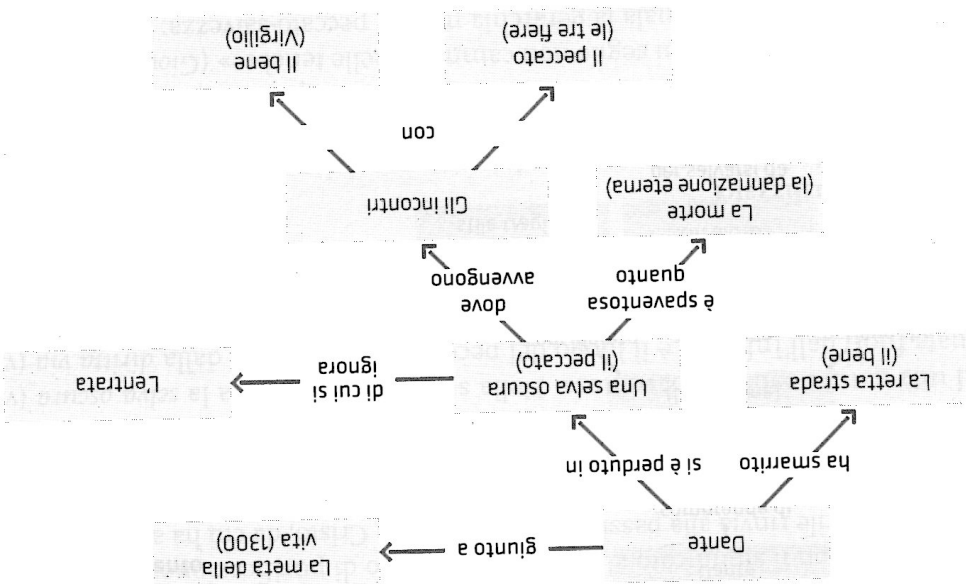 Dante
giunto a
La metà della
vita (1300)
ha smarrito
si è perduto in
La retta strada
(il bene)
Una selva oscura
(il peccato)
di cui si
ignora
L'entrata
è spaventosa
quanto
dove
avvengono
La morte
(la dannazione eterna)
Gli incontri
con
Il peccato
(le tre fiere)
Il bene
(Virgilio)